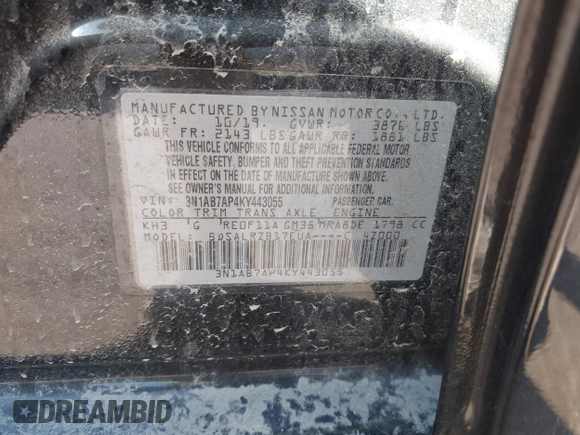 MANUFACTURED BY NISSAN MOTOR CO., LTD.
DATE: 10/19. GVWR: 3876 LBS
GAWR FR: 2143 LBS GAWR RR: 1881 LBS
THIS VEHICLE CONFORMS TO ALL APPLICABLE FEDERAL MOTOR
VEHICLE SAFETY, BUMPER AND THEFT PREVENTION STANDARDS
IN EFFECT ON THE DATE OF MANUFACTURE SHOWN ABOVE.
SEE OWNER'S MANUAL FOR ADDITIONAL INFORMATION.
VIN: 3N1AB7AP4KY443055 PASSENGER CAR.
COLOR TRIM TRANS AXLE ENGINE
KH3 G RE0F11A GM36 MRA8DE 1798 CC
MODEL: BDSALRZB17EUA----C 47000
3N1AB7AP4KY443055
DREAMBID